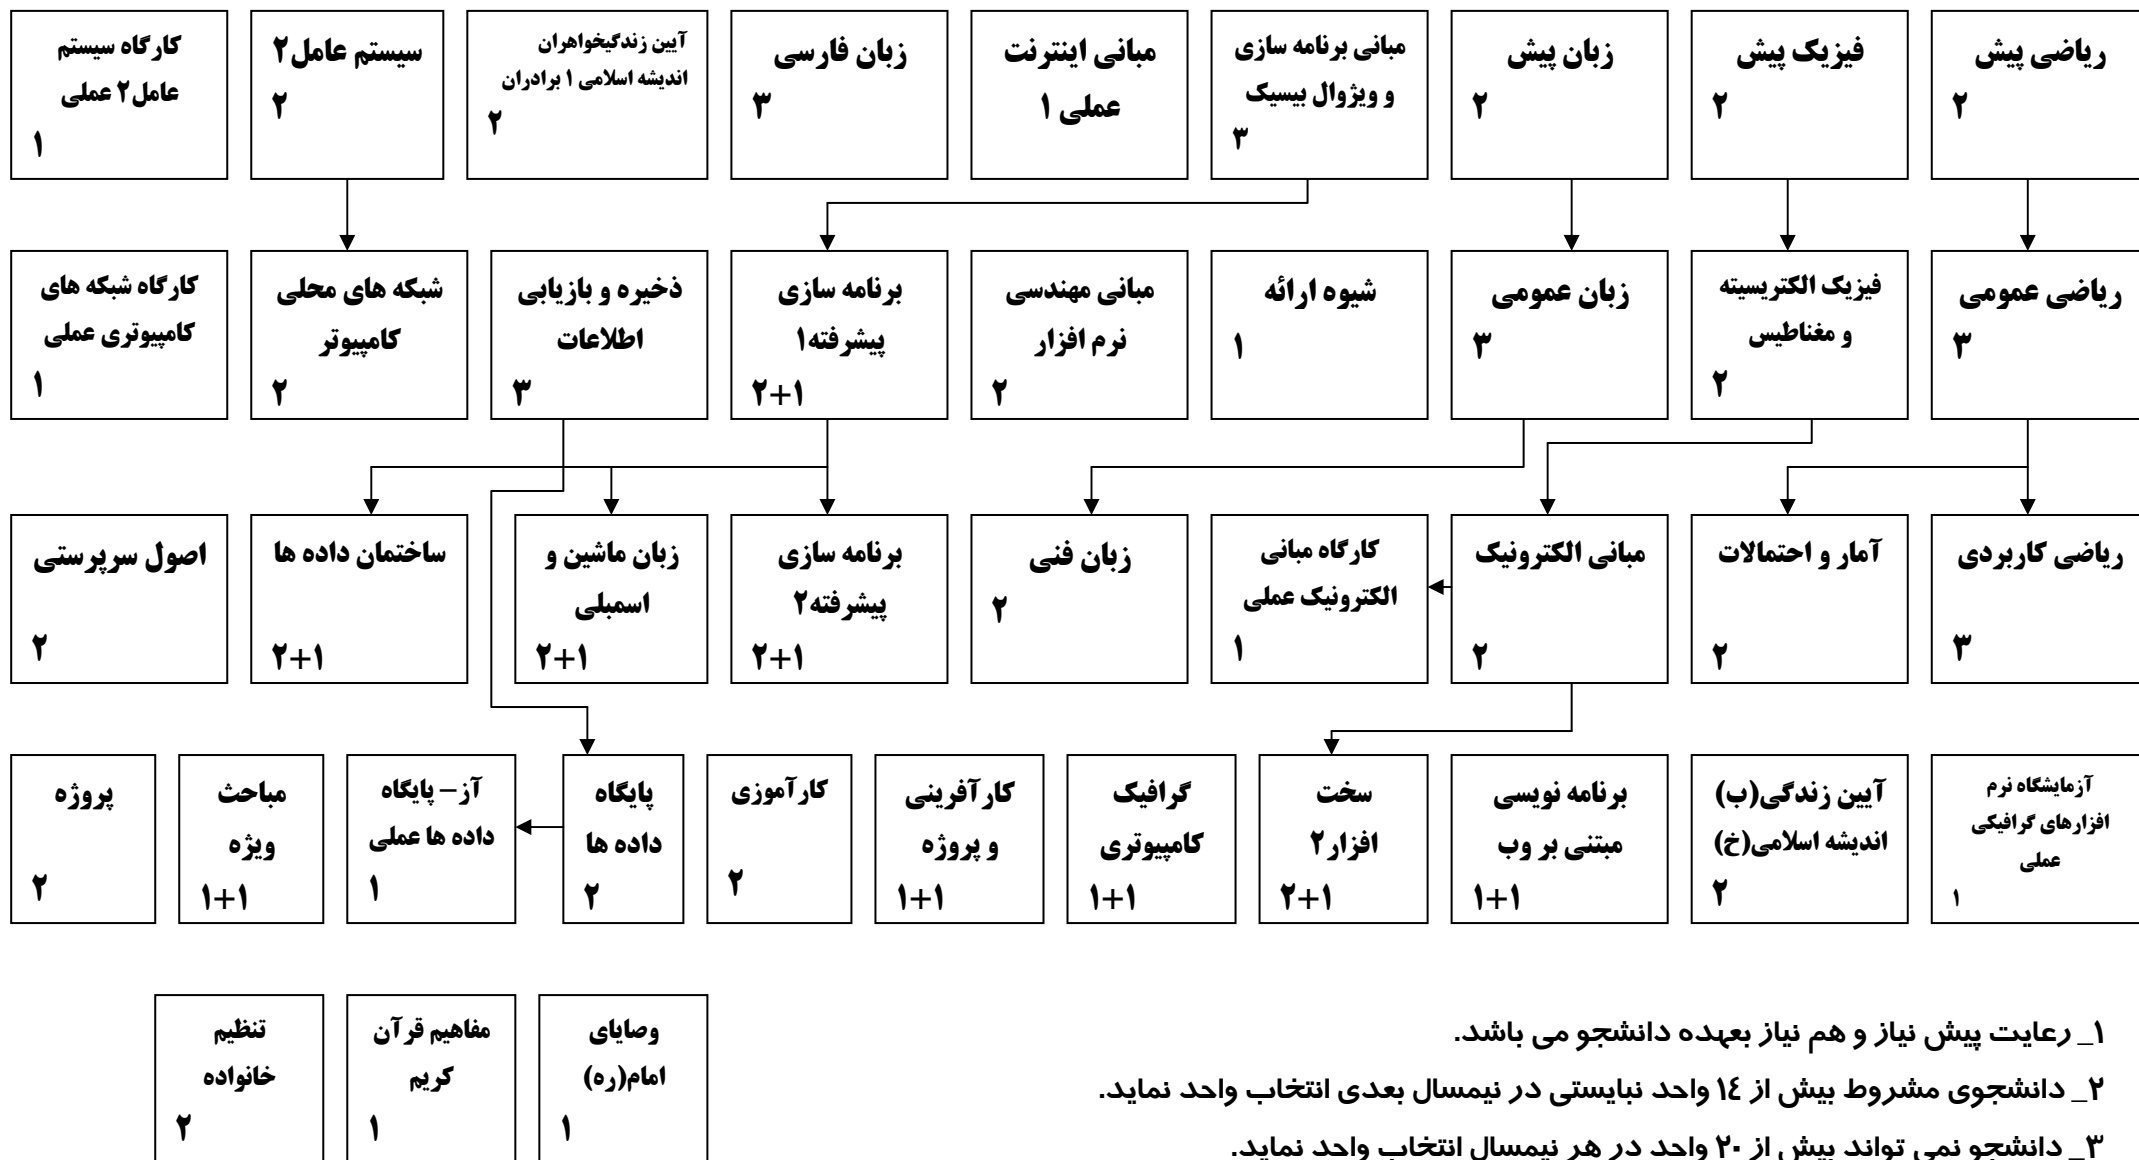 ریاضی پیش
۲
فیزیک پیش
۲
زبان پیش
۲
مبانی برنامه سازی
و ویژوال بیسیک
۳
مبانی اینترنت
عملی ۱
زبان فارسی
۳
آیین زندگیخواهران
اندیشه اسلامی ۱ برادران
۲
سیستم عامل۲
۲
کارگاه سیستم
عامل۲ عملی
۱
ریاضی عمومی
۳
فیزیک الکتریسیته
و مغناطیس
۲
زبان عمومی
۳
شیوه ارائه
۱
مبانی مهندسی
نرم افزار
۲
برنامه سازی
پیشرفته۱
۲+۱
ذخیره و بازیابی
اطلاعات
۳
شبکه های محلی
کامپیوتر
۲
کارگاه شبکه های
کامپیوتری عملی
۱
ریاضی کاربردی
۳
آمار و احتمالات
۲
مبانی الکترونیک
۲
کارگاه مبانی
الکترونیک عملی
۱
زبان فنی
۲
برنامه سازی
پیشرفته۲
۲+۱
زبان ماشین و
اسمبلی
۲+۱
ساختمان داده ها
۲+۱
اصول سرپرستی
۲
آزمایشگاه نرم
افزارهای گرافیکی
عملی
۱
آیین زندگی(ب)
اندیشه اسلامی(خ)
۲
برنامه نویسی
مبتنی بر وب
۱+۱
سخت
افزار۲
۲+۱
گرافیک
کامپیوتری
۱+۱
کارآفرینی
و پروژه
۱+۱
کارآموزی
۲
پایگاه
داده ها
۲
آز– پایگاه
داده ها عملی
۱
مباحث
ویژه
۱+۱
پروژه
۲
وصایای
امام(ره)
۱
مفاهیم قرآن
کریم
۱
تنظیم
خانواده
۲
۱_ رعایت پیش نیاز و هم نیاز بعهده دانشجو می باشد.
۲_ دانشجوی مشروط بیش از ١٤ واحد نبایستی در نیمسال بعدی انتخاب واحد نماید.
۳_ دانشجو نمی تواند بیش از ۲۰ واحد در هر نیمسال انتخاب واحد نماید.